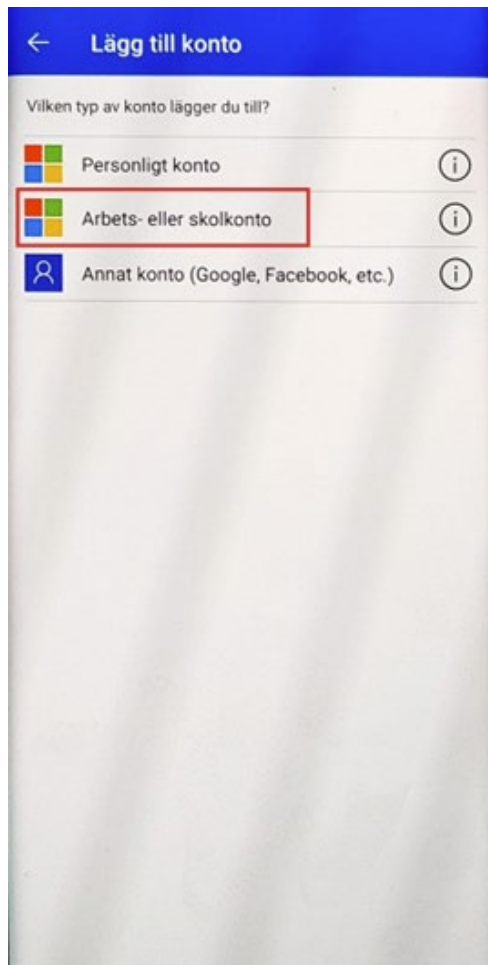 Lägg till konto
Vilken typ av konto lägger du till?
Personligt konto
Arbets- eller skolkonto
Annat konto (Google, Facebook, etc.)